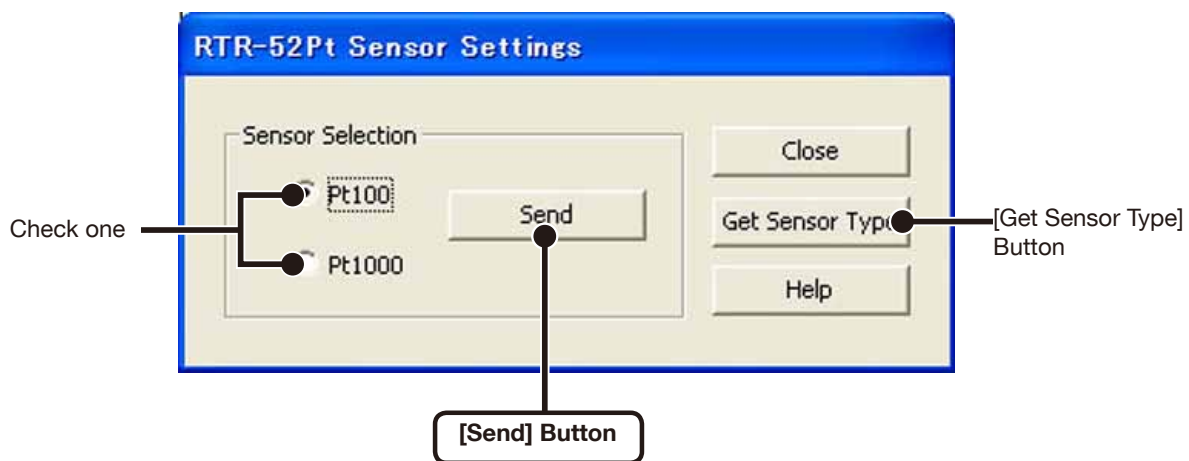 RTR-52Pt Sensor Settings
Sensor Selection
Pt100
Pt1000
Send
Close
Get Sensor Type
Help
Check one
[Get Sensor Type]
Button
[Send] Button